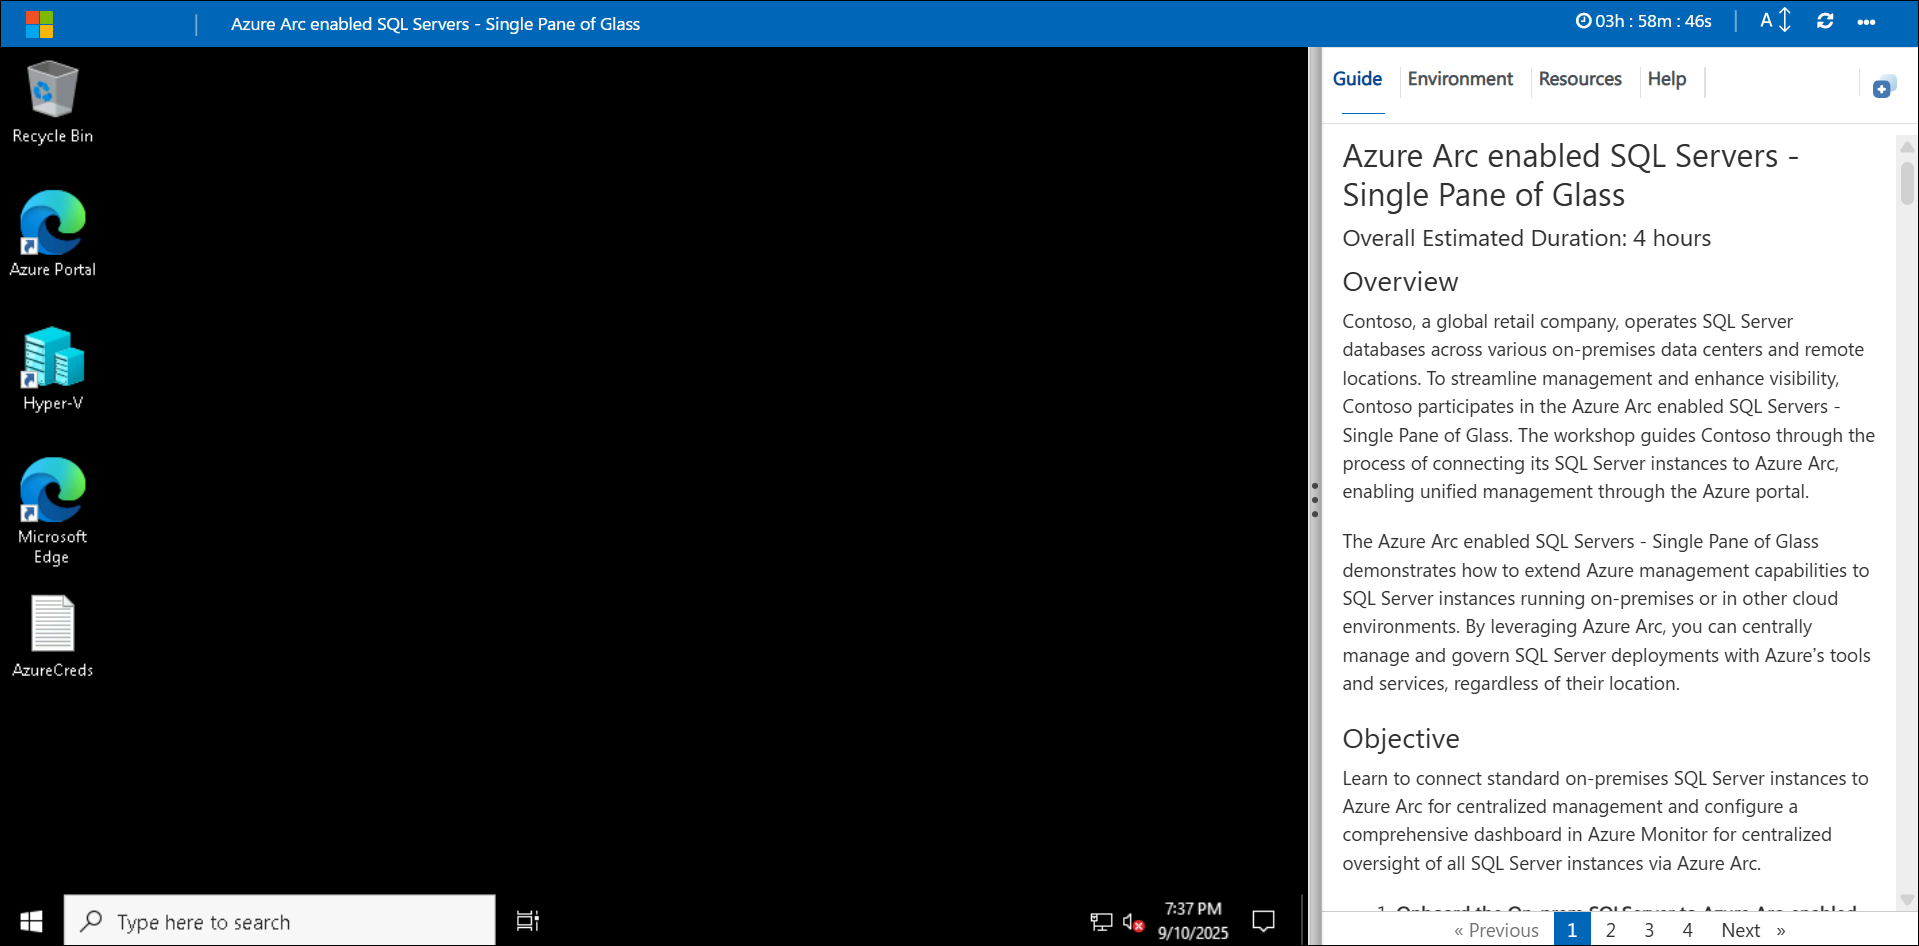 Azure Arc enabled SQL Servers - Single Pane of Glass
03h : 58m : 46s
A
Recycle Bin
Azure Portal
Hyper-V
Microsoft
Edge
AzureCreds
Type here to search
7:37 PM
9/10/2025
Guide
Environment
Resources
Help
Azure Arc enabled SQL Servers -
Single Pane of Glass
Overall Estimated Duration: 4 hours
Overview
Contoso, a global retail company, operates SQL Server
databases across various on-premises data centers and remote
locations. To streamline management and enhance visibility,
Contoso participates in the Azure Arc enabled SQL Servers -
Single Pane of Glass. The workshop guides Contoso through the
process of connecting its SQL Server instances to Azure Arc,
enabling unified management through the Azure portal.
The Azure Arc enabled SQL Servers - Single Pane of Glass
demonstrates how to extend Azure management capabilities to
SQL Server instances running on-premises or in other cloud
environments. By leveraging Azure Arc, you can centrally
manage and govern SQL Server deployments with Azure’s tools
and services, regardless of their location.
Objective
Learn to connect standard on-premises SQL Server instances to
Azure Arc for centralized management and configure a
comprehensive dashboard in Azure Monitor for centralized
oversight of all SQL Server instances via Azure Arc.
1. Onboard the On-prem SQL Server to Azure Arc-enabled
« Previous 1 2 3 4 Next »